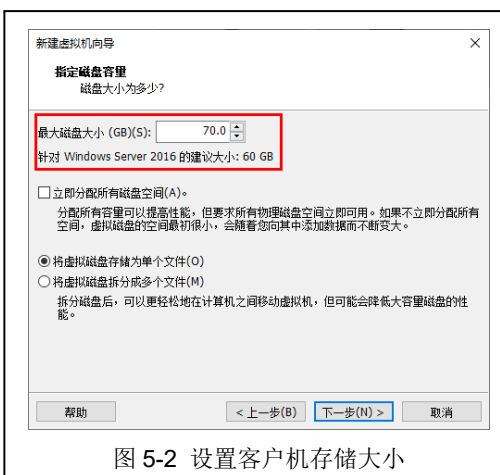 新建虚拟机向导
指定磁盘容量
磁盘大小为多少?
最大磁盘大小 (GB)(S): 70.0
针对 Windows Server 2016 的建议大小: 60 GB
立即分配所有磁盘空间(A)。
分配所有容量可以提高性能，但要求所有物理磁盘空间立即可用。如果不立即分配所有
空间，虚拟磁盘的空间最初很小，会随着您向其中添加数据而不断变大。
将虚拟磁盘存储为单个文件(O)
将虚拟磁盘拆分成多个文件(M)
拆分磁盘后，可以更轻松地在计算机之间移动虚拟机，但可能会降低大容量磁盘的性
能。
帮助 < 上一步(B) 下一步(N) > 取消
图 5-2 设置客户机存储大小